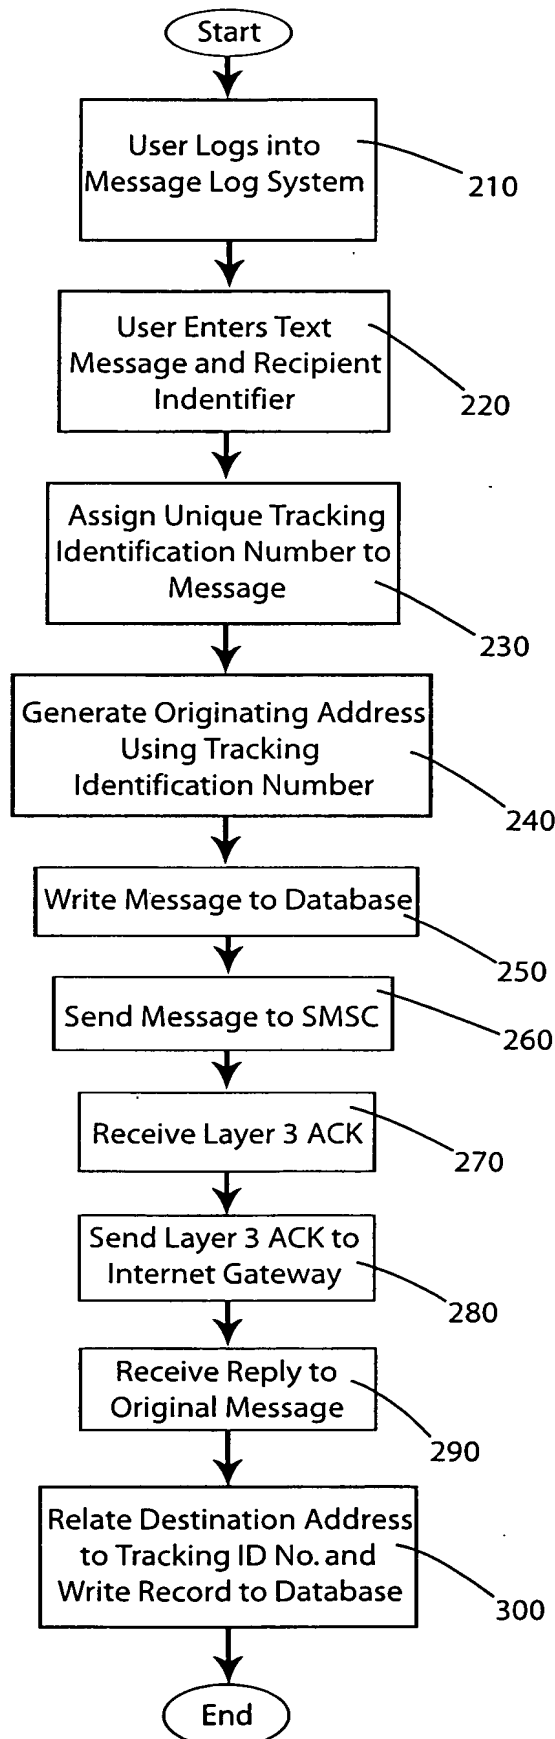 Start
User Logs into
Message Log System
210
User Enters Text
Message and Recipient
Indentifier
220
Assign Unique Tracking
Identification Number to
Message
230
Generate Originating Address
Using Tracking
Identification Number
240
Write Message to Database
250
Send Message to SMSC
260
Receive Layer 3 ACK
270
Send Layer 3 ACK to
Internet Gateway
280
Receive Reply to
Original Message
290
Relate Destination Address
to Tracking ID No. and
Write Record to Database
300
End